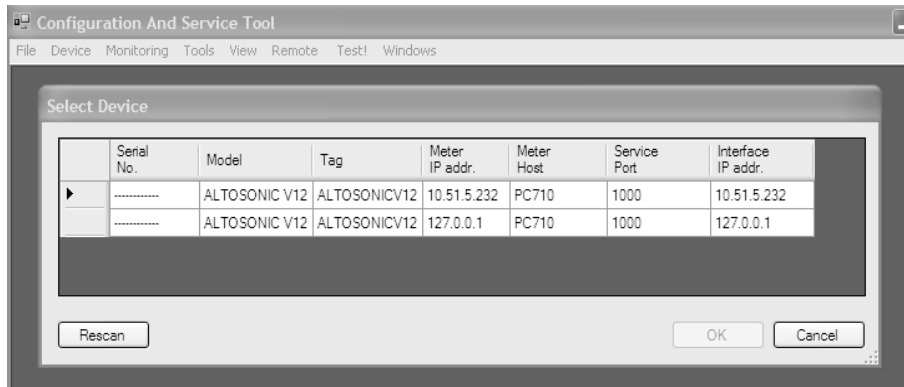 Configuration And Service Tool
File Device Monitoring Tools View Remote Test! Windows
Select Device
Serial No. Model Tag Meter IP addr. Meter Host Service Port Interface IP addr.
------------ ALTOSONIC V12 ALTOSONICV12 10.51.5.232 PC710 1000 10.51.5.232
------------ ALTOSONIC V12 ALTOSONICV12 127.0.0.1 PC710 1000 127.0.0.1
Rescan OK Cancel